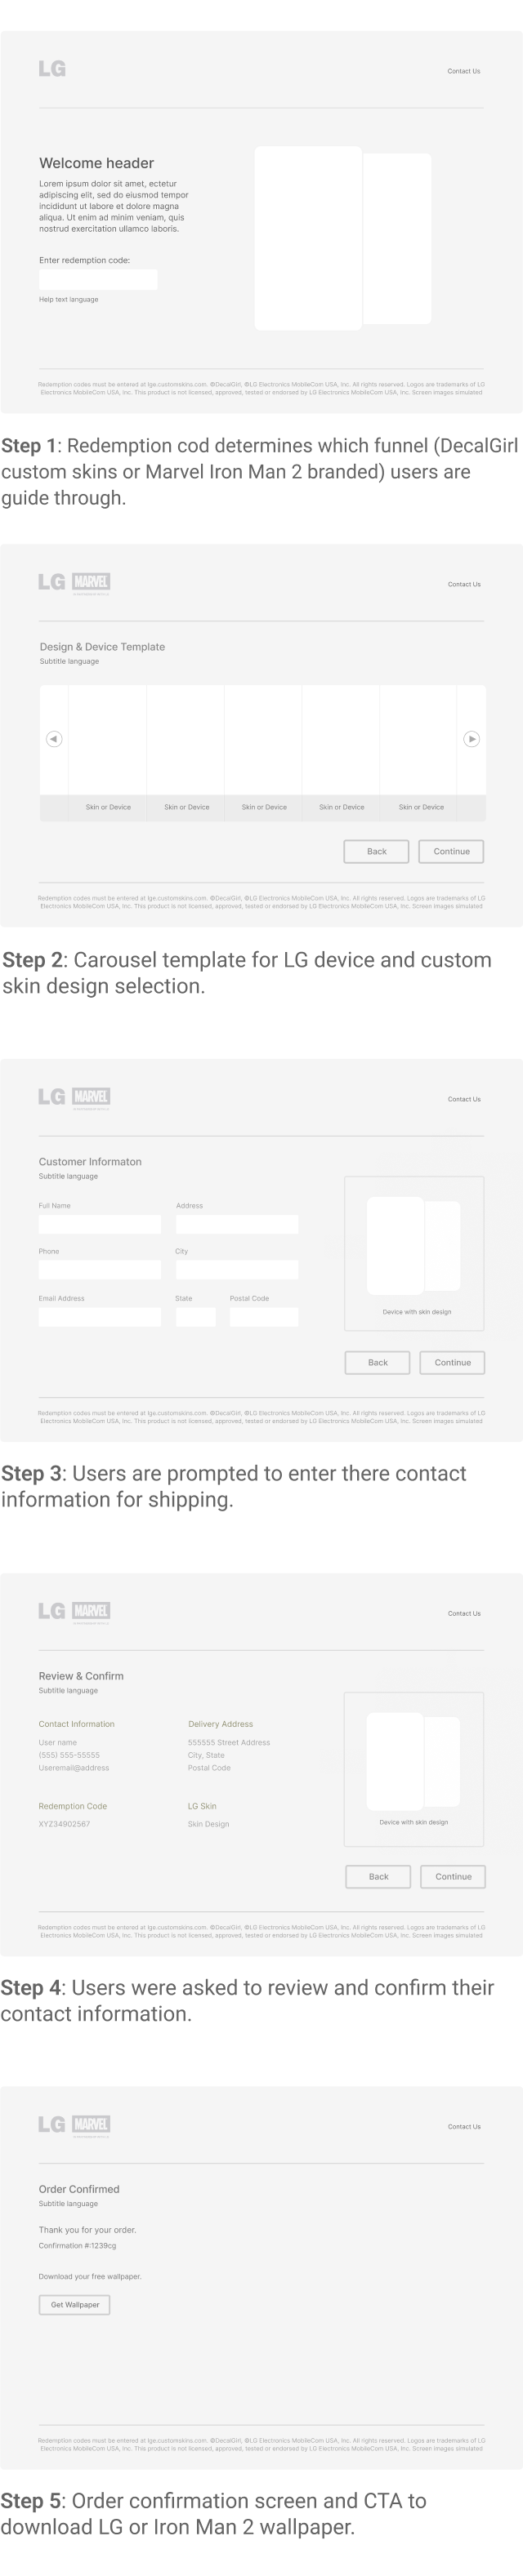 LG
Contact Us
Welcome header
Lorem ipsum dolor sit amet, ectetur
adipiscing elit, sed do eiusmod tempor
incididunt ut labore et dolore magna
aliqua. Ut enim ad minim veniam, quis
nostrud exercitation ullamco laboris.
Enter redemption code:
Help text language
Redemption codes must be entered at lge.customskins.com. ©DecalGirl, ©LG Electronics MobileCom USA, Inc. All rights reserved. Logos are trademarks of LG
Electronics MobileCom USA, Inc. This product is not licensed, approved, tested or endorsed by LG Electronics MobileCom USA, Inc. Screen images simulated
Step 1: Redemption cod determines which funnel (DecalGirl
custom skins or Marvel Iron Man 2 branded) users are
guide through.
LG MARVEL
Contact Us
Design & Device Template
Subtitle language
Skin or Device
Skin or Device
Skin or Device
Skin or Device
Skin or Device
Back
Continue
Redemption codes must be entered at lge.customskins.com. ©DecalGirl, ©LG Electronics MobileCom USA, Inc. All rights reserved. Logos are trademarks of LG
Electronics MobileCom USA, Inc. This product is not licensed, approved, tested or endorsed by LG Electronics MobileCom USA, Inc. Screen images simulated
Step 2: Carousel template for LG device and custom
skin design selection.
LG MARVEL
Contact Us
Customer Informaton
Subtitle language
Full Name
Address
Phone
City
Email Address
State
Postal Code
Device with skin design
Back
Continue
Redemption codes must be entered at lge.customskins.com. ©DecalGirl, ©LG Electronics MobileCom USA, Inc. All rights reserved. Logos are trademarks of LG
Electronics MobileCom USA, Inc. This product is not licensed, approved, tested or endorsed by LG Electronics MobileCom USA, Inc. Screen images simulated
Step 3: Users are prompted to enter there contact
information for shipping.
LG MARVEL
Contact Us
Review & Confirm
Subtitle language
Contact Information
User name
(555) 555-55555
Useremail@address
Delivery Address
555555 Street Address
City, State
Postal Code
Redemption Code
XYZ34902567
LG Skin
Skin Design
Device with skin design
Back
Continue
Redemption codes must be entered at lge.customskins.com. ©DecalGirl, ©LG Electronics MobileCom USA, Inc. All rights reserved. Logos are trademarks of LG
Electronics MobileCom USA, Inc. This product is not licensed, approved, tested or endorsed by LG Electronics MobileCom USA, Inc. Screen images simulated
Step 4: Users were asked to review and confirm their
contact information.
LG MARVEL
Contact Us
Order Confirmed
Subtitle language
Thank you for your order.
Confirmation #:1239cg
Download your free wallpaper.
Get Wallpaper
Redemption codes must be entered at lge.customskins.com. ©DecalGirl, ©LG Electronics MobileCom USA, Inc. All rights reserved. Logos are trademarks of LG
Electronics MobileCom USA, Inc. This product is not licensed, approved, tested or endorsed by LG Electronics MobileCom USA, Inc. Screen images simulated
Step 5: Order confirmation screen and CTA to
download LG or Iron Man 2 wallpaper.